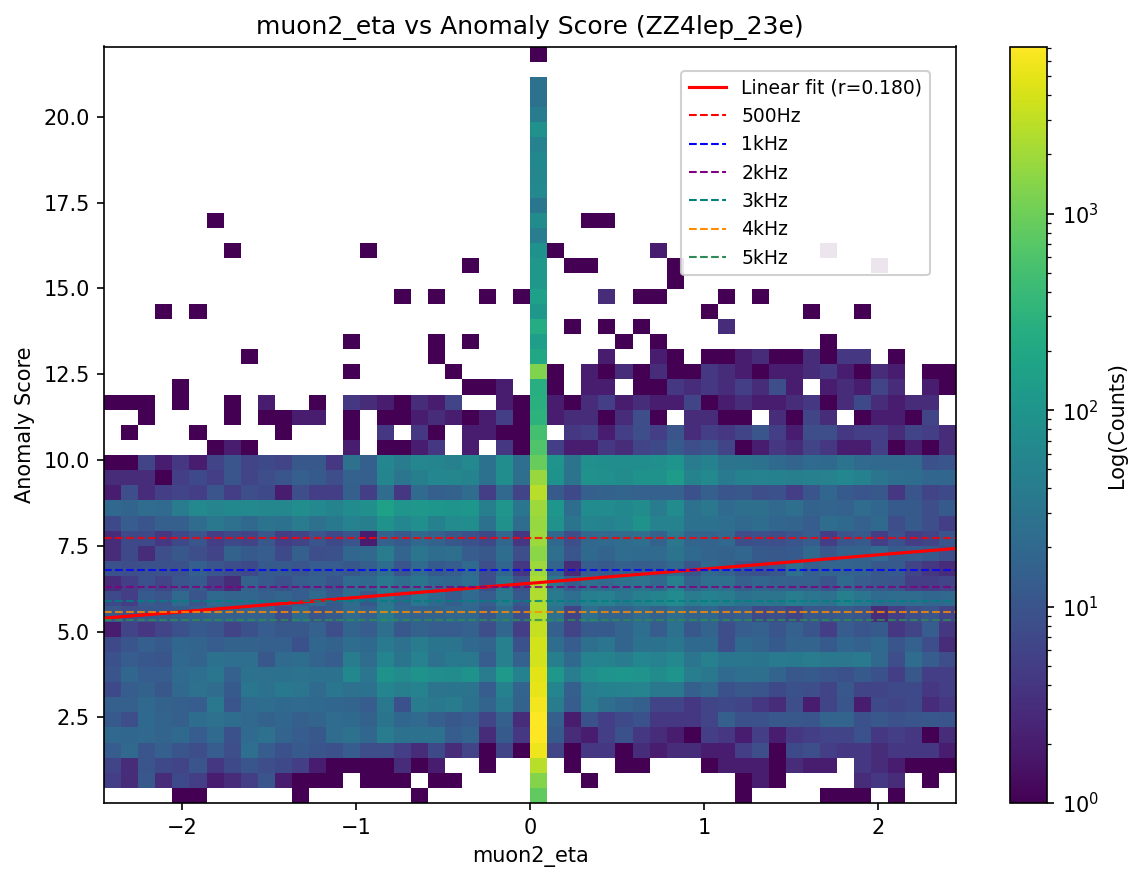 muon2_eta vs Anomaly Score (ZZ4lep_23e)
Linear fit (r=0.180)
500Hz
1kHz
2kHz
3kHz
4kHz
5kHz
Anomaly Score
20.0
17.5
15.0
12.5
10.0
7.5
5.0
2.5
−2
−1
0
1
2
muon2_eta
10³
10²
10¹
10⁰
Log(Counts)